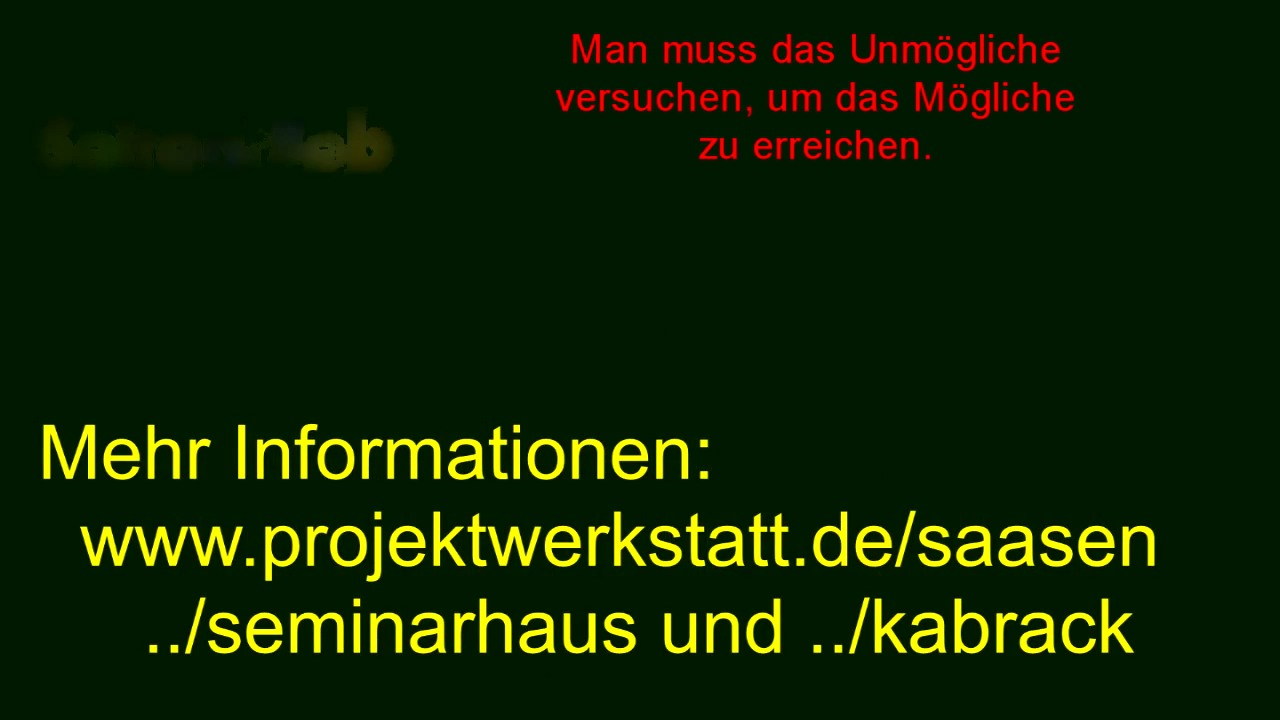 Man muss das Unmögliche
versuchen, um das Mögliche
zu erreichen.
Mehr Informationen:
www.projektwerkstatt.de/saasen
../seminarhaus und ../kabrack